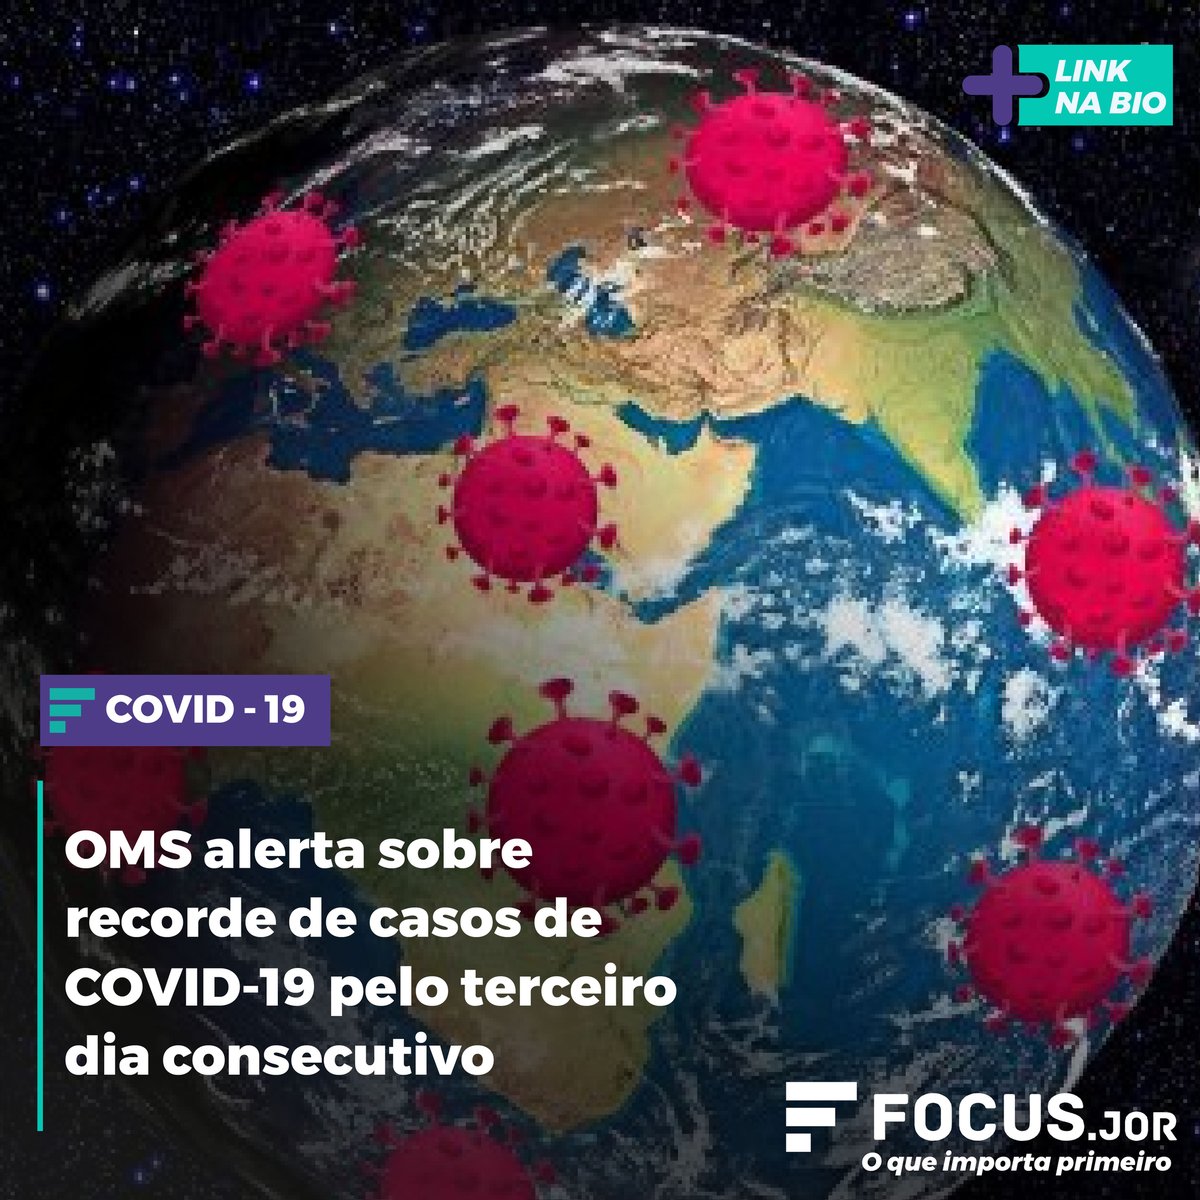 LINK
NA BIO
COVID - 19
OMS alerta sobre
recorde de casos de
COVID-19 pelo terceiro
dia consecutivo
FOCUS.JOR
O que importa primeiro